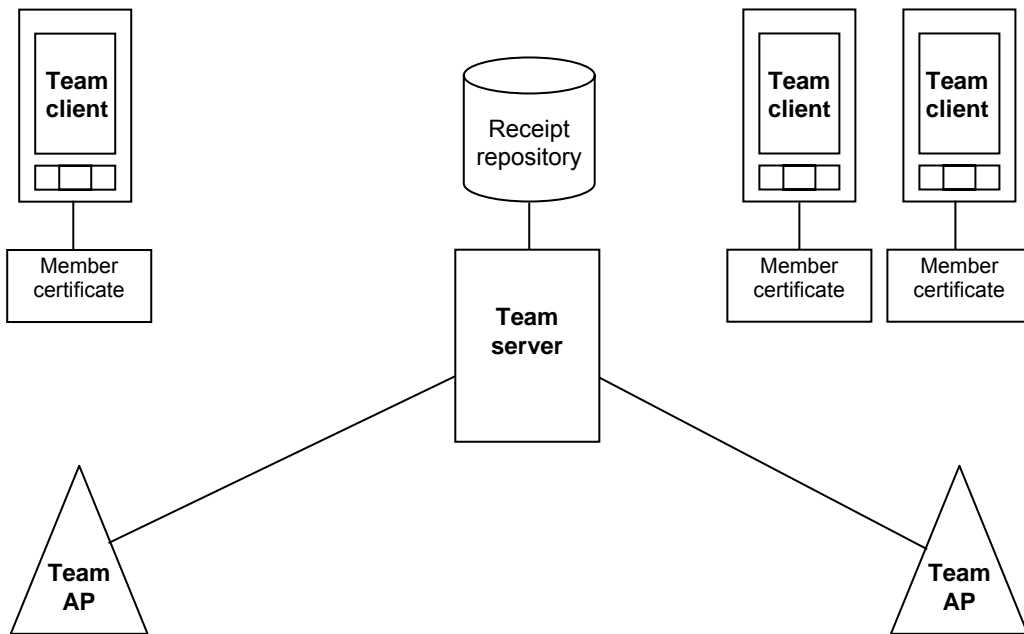 Team
client
Team
client
Team
client
Receipt
repository
Member
certificate
Member
certificate
Member
certificate
Team
server
Team
AP
Team
AP